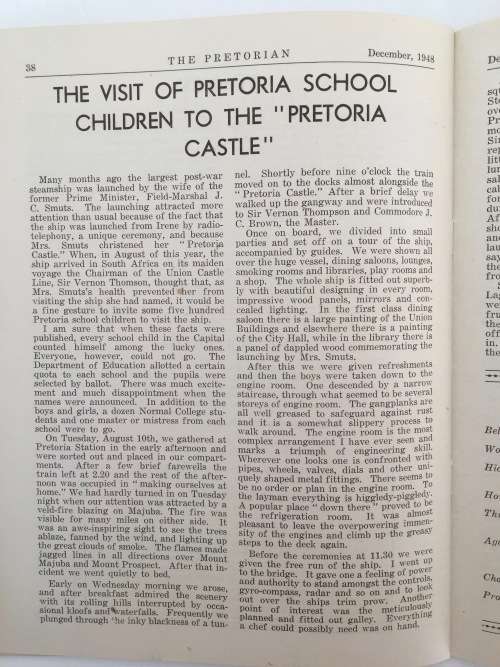 38
THE PRETORIAN
December, 1948
THE VISIT OF PRETORIA SCHOOL
CHILDREN TO THE "PRETORIA
CASTLE"
Many months ago the largest post-war
steamship was launched by the wife of the
former Prime Minister, Field-Marshal J.
C. Smuts. The launching attracted more
attention than usual because of the fact that
the ship was launched from Irene by radio-
telephony, a unique ceremony, and because
Mrs. Smuts christened her "Pretoria
Castle." When, in August of this year, the
ship arrived in South Africa on its maiden
voyage the Chairman of the Union Castle
Line, Sir Vernon Thomson, thought that, as
Mrs. Smuts's health prevented her from
visiting the ship she had named, it would be
a fine gesture to invite some five hundred
Pretoria school children to visit the ship.
I am sure that when these facts were
published, every school child in the Capital
counted himself among the lucky ones.
Everyone, however, could not go. The
Department of Education allotted a certain
quota to each school and the pupils were
selected by ballot. There was much excite-
ment and much disappointment when the
names were announced. In addition to the
boys and girls, a dozen Normal College stu-
dents and one master or mistress from each
school were to go.
On Tuesday, August 10th, we gathered at
Pretoria Station in the early afternoon and
were sorted out and placed in our compart-
ments. After a few brief farewells the
train left at 2.20 and the rest of the after-
noon was occupied in "making ourselves at
home." We had hardly turned in on Tuesday
night when our attention was attracted by a
veld-fire blazing on Majuba. The fire was
visible for many miles on either side. It
was an awe-inspiring sight to see the trees
ablaze, fanned by the wind, and lighting up
the great clouds of smoke. The flames made
jagged lines in all directions over Mount
Majuba and Mount Prospect. After that in-
cident we went quietly to bed.
Early on Wednesday morning we arose,
and after breakfast admired the scenery
with its rolling hills interrupted by occa-
sional kloofs and waterfalls. Frequently we
plunged through the inky blackness of a tun-
nel. Shortly before nine o'clock the train
moved on to the docks almost alongside the
"Pretoria Castle." After a brief delay we
walked up the gangway and were introduced
to Sir Vernon Thompson and Commodore J.
C. Brown, the Master.
Once on board, we divided into small
parties and set off on a tour of the ship,
accompanied by guides. We were shown all
over the huge vessel, dining saloons, lounges,
smoking rooms and libraries, play rooms and
a shop. The whole ship is fitted out superb-
ly with beautiful designing in every room,
impressive wood panels, mirrors and con-
cealed lighting. In the first class dining
saloon there is a large painting of the Union
Buildings and elsewhere there is a painting
of the City Hall, while in the library there is
a panel of dappled wood commemorating the
launching by Mrs. Smuts.
After this we were given refreshments
and then the boys were taken down to the
engine room. One descended by a narrow
staircase, through what seemed to be several
storeys of engine room. The gangplanks are
all well greased to safeguard against rust
and it is a somewhat slippery process to
walk around. The engine room is the most
complex arrangement I have ever seen and
marks a triumph of engineering skill.
Wherever one looks one is confronted with
pipes, wheels, valves, dials and other uni-
quely shaped metal fittings. There seems to
be no order or plan in the engine room. To
the layman everything is higgledy-piggledy.
A popular place "down there" proved to be
the refrigeration room. It was almost
pleasant to leave the overpowering immen-
sity of the engines and climb up the greasy
steps to the deck again.
Before the ceremonies at 11.30 we were
given the free run of the ship. I went up
to the bridge. It gave one a feeling of power
and authority to stand amongst the controls,
gyro-compass, radar and so on and to look
out over the ships trim prow. Another
point of interest was the meticulously
planned and fitted out galley. Everything
a chef could possibly need was on hand.